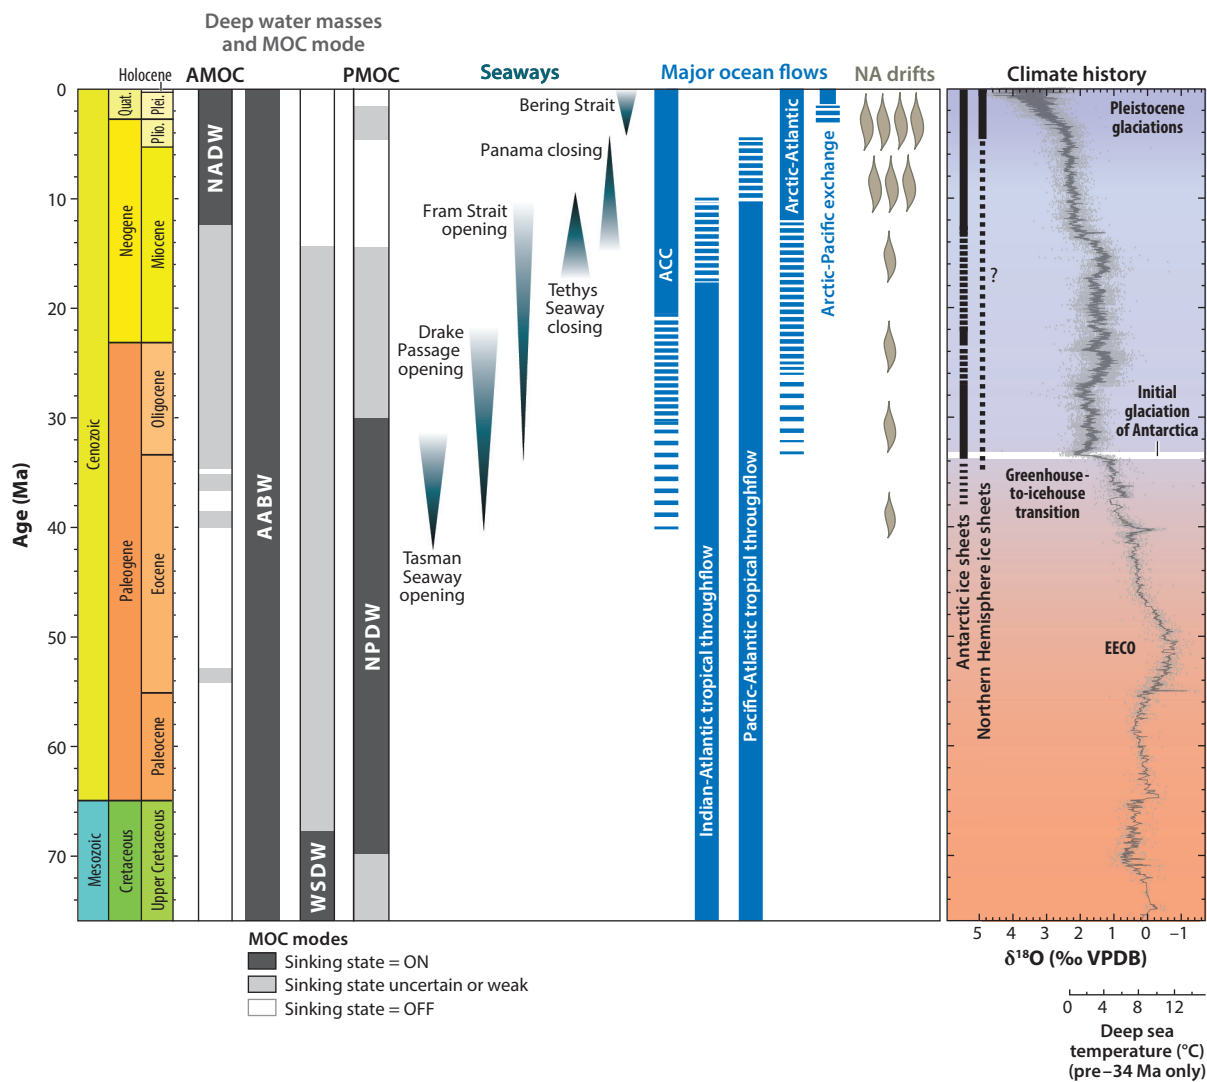 Deep water masses
and MOC mode
Holocene
AMOC
PMOC
Seaways
Major ocean flows
NA drifts
Climate history
Age (Ma)
0
10
20
30
40
50
60
70
Cenozoic
Mesozoic
Quat.
Neogene
Paleogene
Cretaceous
Plei.
Plio.
Miocene
Oligocene
Eocene
Paleocene
Upper Cretaceous
NADW
AABW
WSDW
NPDW
Bering Strait
Panama closing
Fram Strait
opening
Tethys
Seaway
closing
Drake
Passage
opening
Tasman
Seaway
opening
ACC
Indian-Atlantic tropical throughflow
Pacific-Atlantic tropical throughflow
Arctic-Atlantic
Arctic-Pacific exchange
Pleistocene
glaciations
?
Initial
glaciation
of Antarctica
Greenhouse-
to-icehouse
transition
Antarctic ice sheets
Northern Hemisphere ice sheets
EECO
5 4 3 2 1 0 –1
δ18O (‰ VPDB)
0 4 8 12
Deep sea
temperature (°C)
(pre–34 Ma only)
MOC modes
Sinking state = ON
Sinking state uncertain or weak
Sinking state = OFF